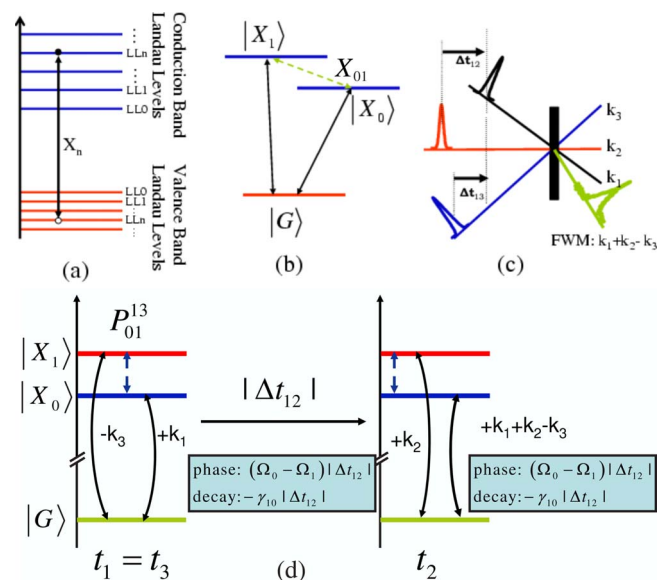 Conduction Band
Landau Levels
LLn
LL1
LL0
X_n
Valence Band
Landau Levels
LL0
LL1
LLn
(a)
|X_1⟩
X_01
|X_0⟩
|G⟩
(b)
Δt_12
Δt_13
k_3
k_2
k_1
FWM: k_1+k_2-k_3
(c)
P_01^13
|X_1⟩
|X_0⟩
-k_3
+k_1
|G⟩
t_1 = t_3
|Δt_12|
phase: (Ω_0 − Ω_1)|Δt_12|
decay: −γ_10|Δt_12|
+k_2
+k_1+k_2-k_3
phase: (Ω_0 − Ω_1)|Δt_12|
decay: −γ_10|Δt_12|
t_2
(d)